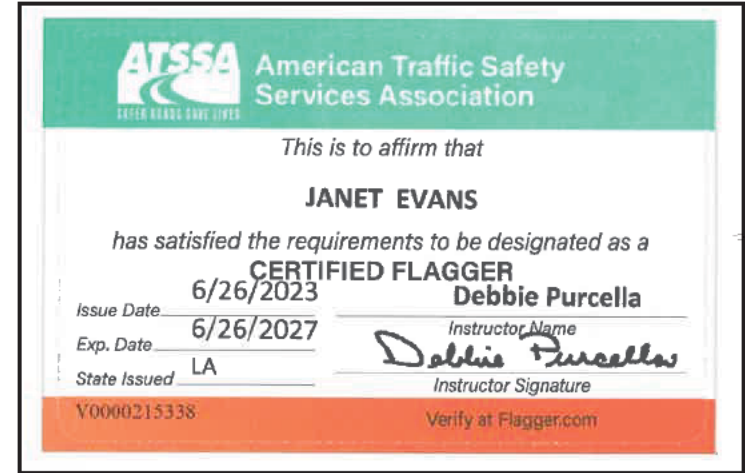 ATSSA
SAFER ROADS SAVE LIVES
American Traffic Safety
Services Association
This is to affirm that
JANET EVANS
has satisfied the requirements to be designated as a
CERTIFIED FLAGGER
Issue Date 6/26/2023
Debbie Purcella
Instructor Name
Exp. Date 6/26/2027
Debbie Purcella
State Issued LA
Instructor Signature
V0000215338
Verify at Flagger.com